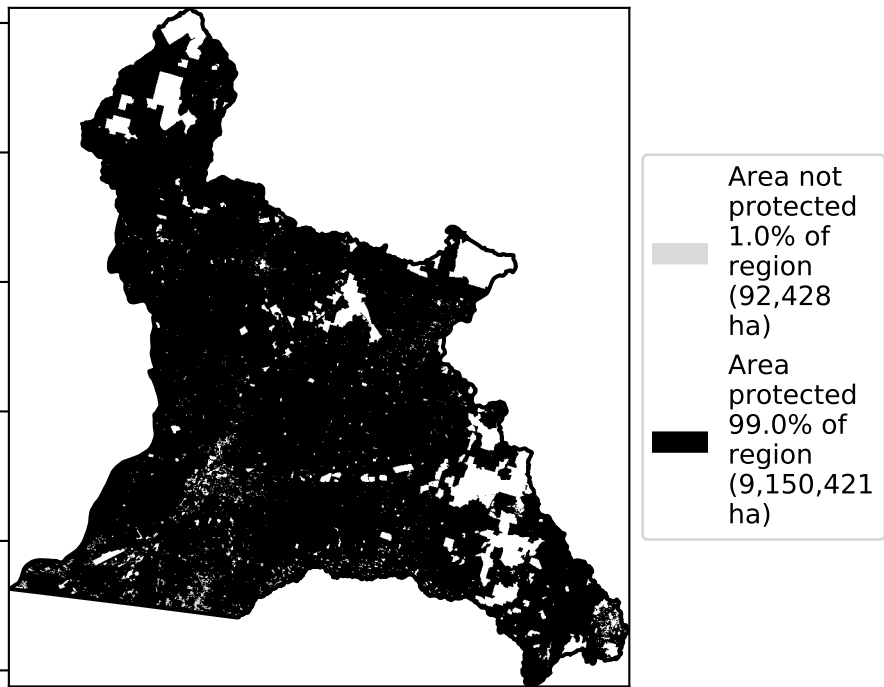 Area not
protected
1.0% of
region
(92,428
ha)
Area
protected
99.0% of
region
(9,150,421
ha)